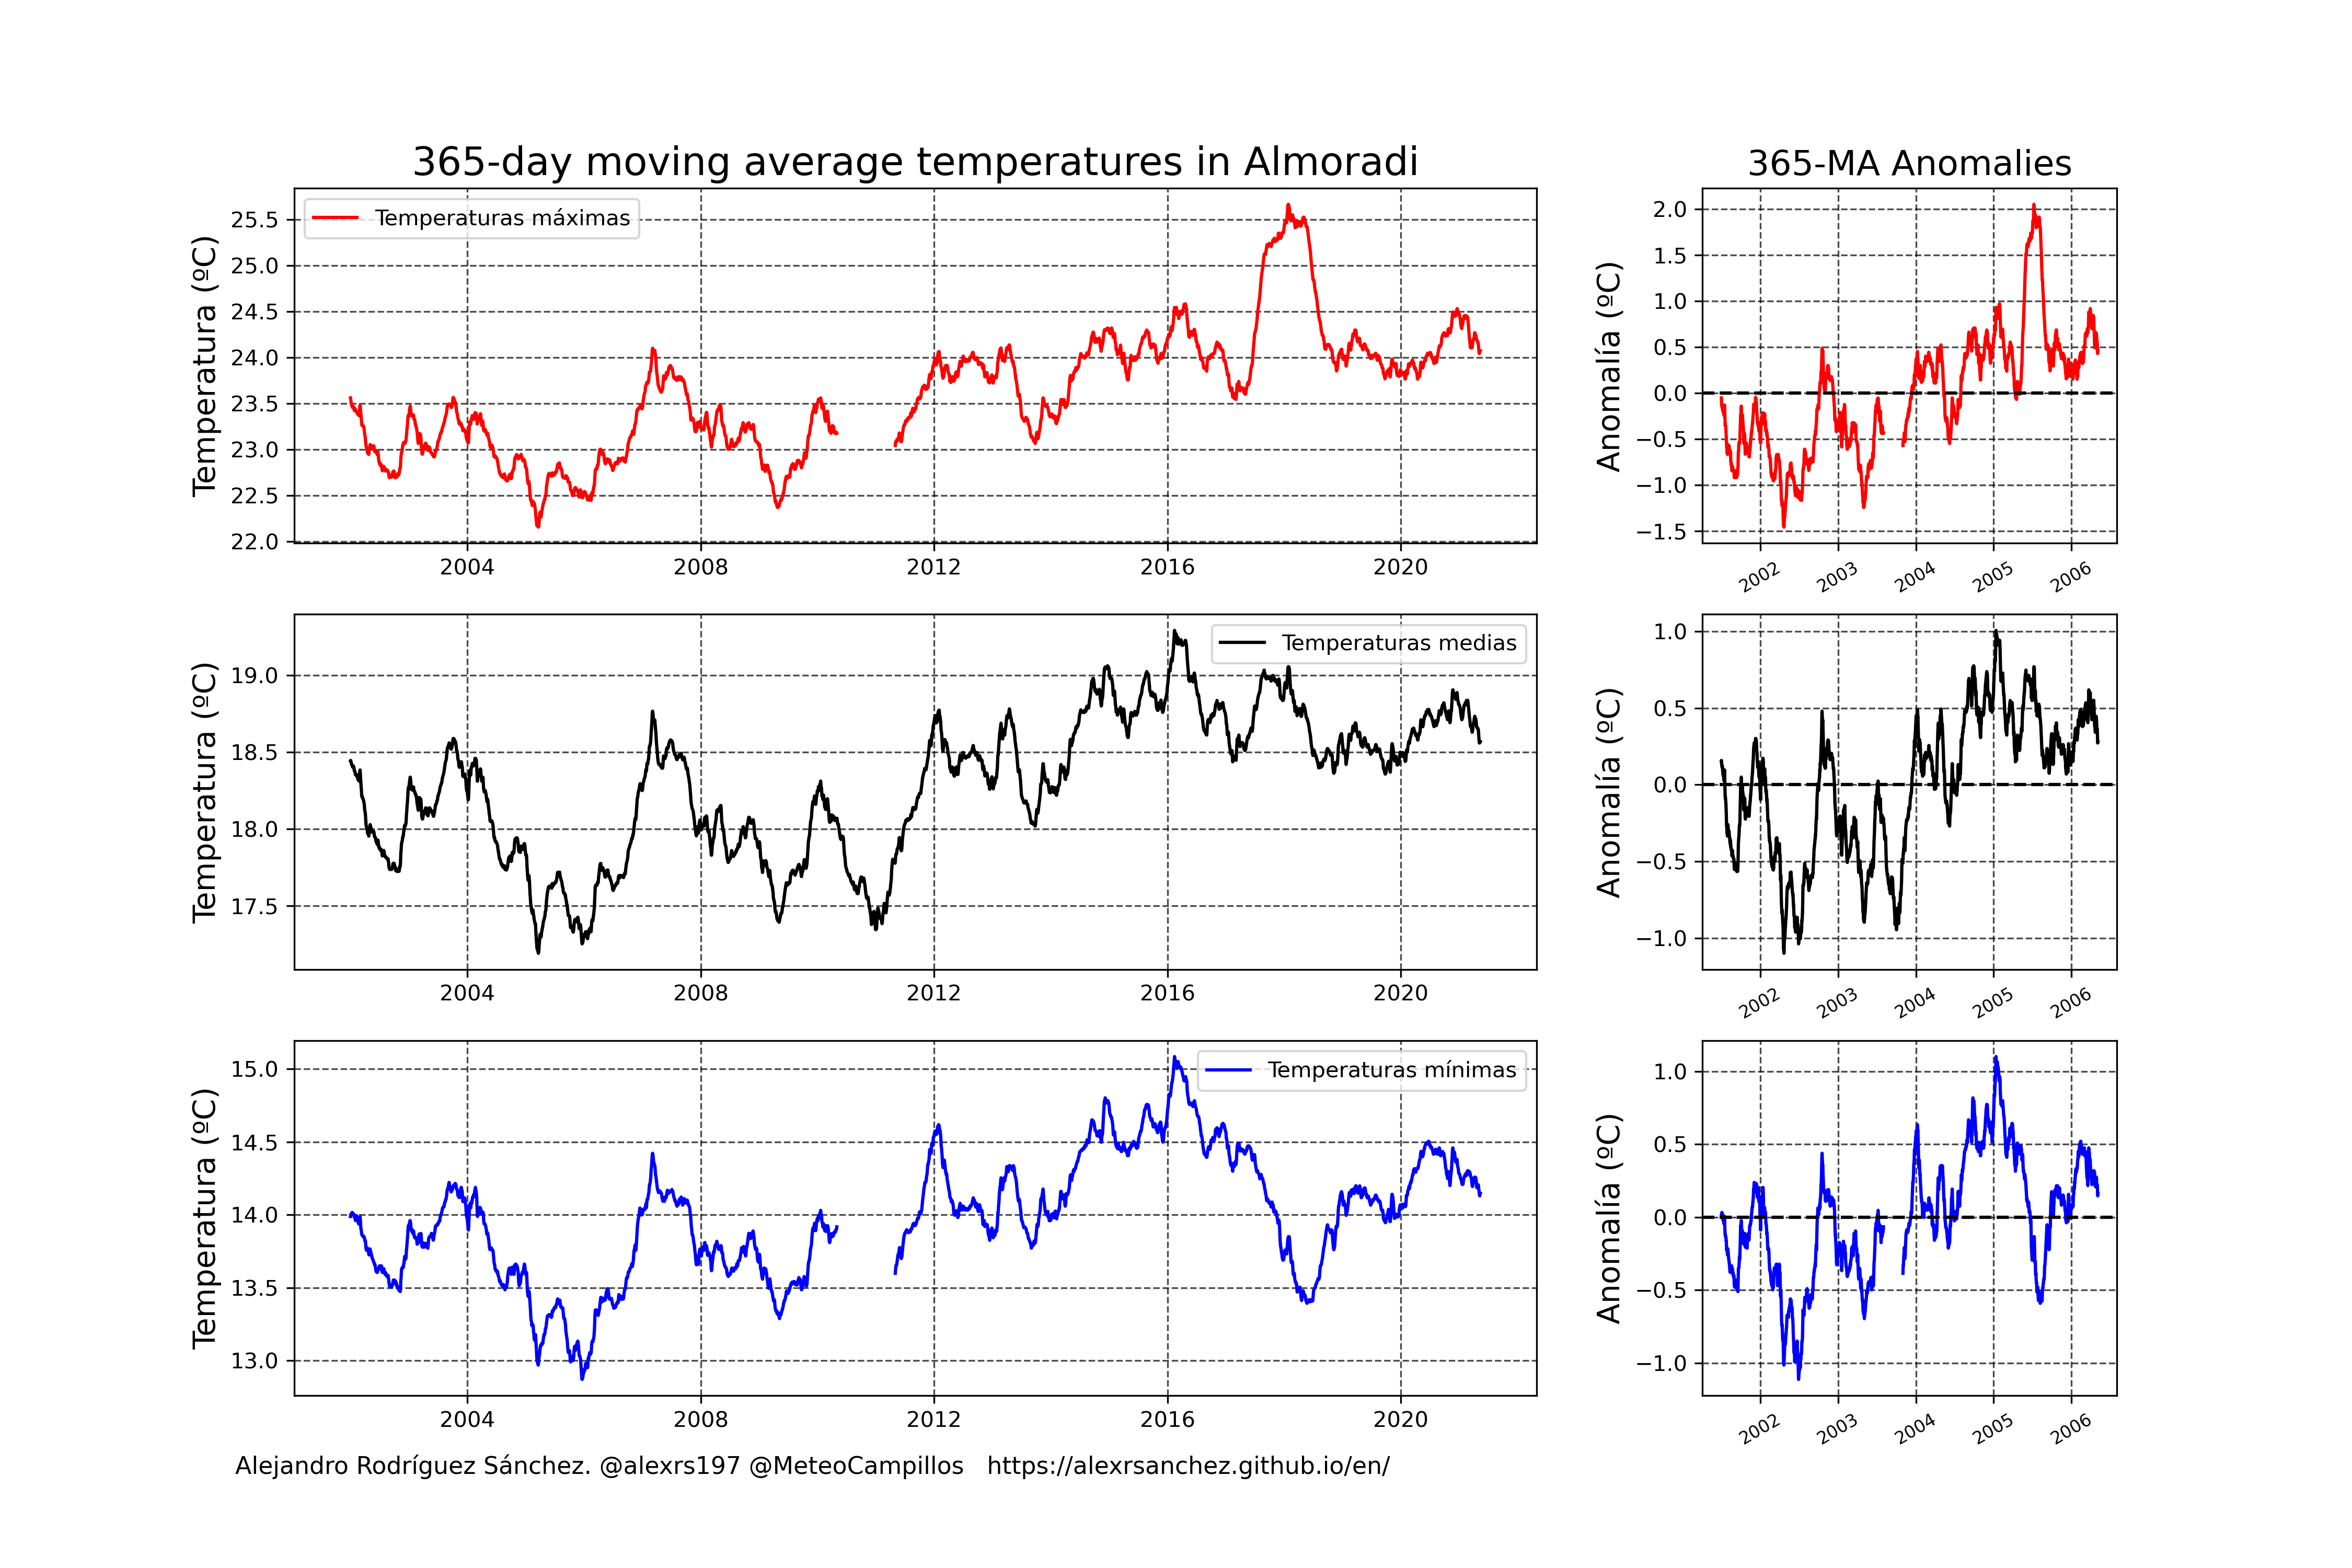 365-day moving average temperatures in Almoradi
365-MA Anomalies
Temperatura (ºC)
25.5
25.0
24.5
24.0
23.5
23.0
22.5
22.0
Temperaturas máximas
2004 2008 2012 2016 2020
Anomalía (ºC)
2.0
1.5
1.0
0.5
0.0
−0.5
−1.0
−1.5
2002 2003 2004 2005 2006
Temperatura (ºC)
19.0
18.5
18.0
17.5
Temperaturas medias
2004 2008 2012 2016 2020
Anomalía (ºC)
1.0
0.5
0.0
−0.5
−1.0
2002 2003 2004 2005 2006
Temperatura (ºC)
15.0
14.5
14.0
13.5
13.0
Temperaturas mínimas
2004 2008 2012 2016 2020
Anomalía (ºC)
1.0
0.5
0.0
−0.5
−1.0
2002 2003 2004 2005 2006
Alejandro Rodríguez Sánchez. @alexrs197 @MeteoCampillos https://alexrsanchez.github.io/en/